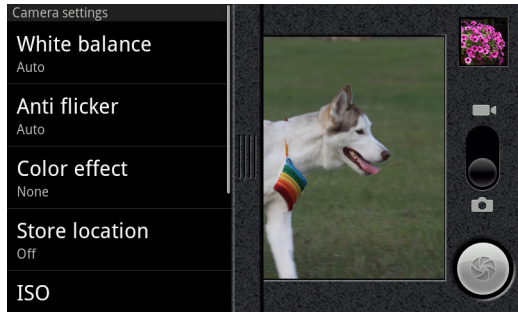 Camera settings
White balance
Auto
Anti flicker
Auto
Color effect
None
Store location
Off
ISO